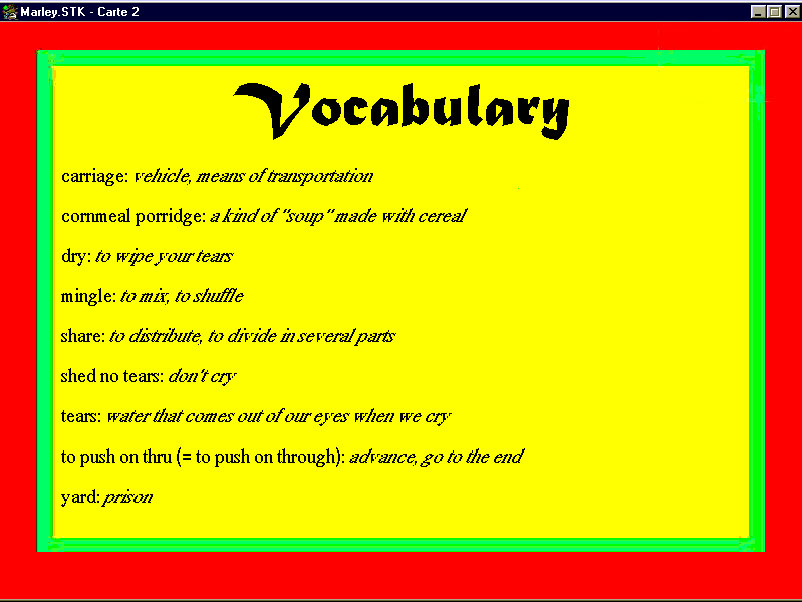 Marley.STK - Carte 2
Vocabulary
carriage: vehicle, means of transportation
cornmeal porridge: a kind of "soup" made with cereal
dry: to wipe your tears
mingle: to mix, to shuffle
share: to distribute, to divide in several parts
shed no tears: don't cry
tears: water that comes out of our eyes when we cry
to push on thru (= to push on through): advance, go to the end
yard: prison